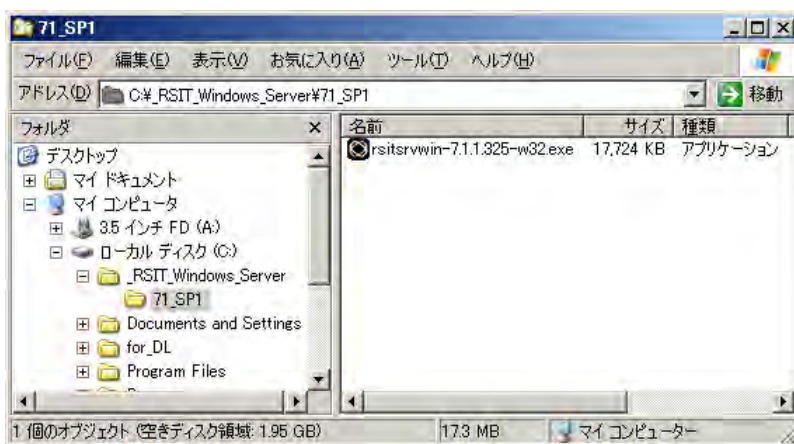 71_SP1
ファイル(F) 編集(E) 表示(V) お気に入り(A) ツール(T) ヘルプ(H)
アドレス(D) C:¥_RSIT_Windows_Server¥71_SP1 移動
フォルダ
名前 サイズ 種類
rsitsrvwin-7.1.1.325-w32.exe 17,724 KB アプリケーション
デスクトップ
マイ ドキュメント
マイ コンピュータ
3.5 インチ FD (A:)
ローカル ディスク (C:)
_RSIT_Windows_Server
71_SP1
Documents and Settings
for_DL
Program Files
1 個のオブジェクト (空きディスク領域: 1.95 GB) 17.3 MB マイ コンピューター